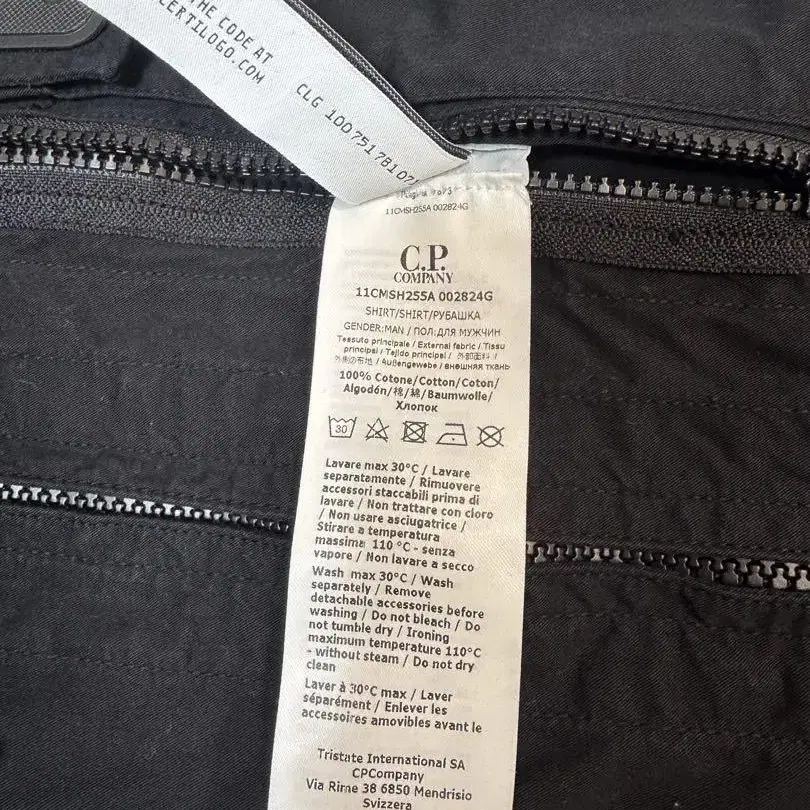 THE CODE AT
CERTILOGO.COM
CLG 10075178107
11CMSH255A 002824G
C.P.
COMPANY
11CMSH255A 002824G
SHIRT/SHIRT/РУБАШКА
GENDER:MAN / ПОЛ:ДЛЯ МУЖЧИН
Tessuto principale / External fabric / Tissu
principal / Tejido principal / 外部面料 /
外側の布地 / Außengewebe / внешняя ткань
100% Cotone/Cotton/Coton/
Algodón/棉/綿/Baumwolle/
Хлопок
30
Lavare max 30°C / Lavare
separatamente / Rimuovere
accessori staccabili prima di
lavare / Non trattare con cloro
/ Non usare asciugatrice /
Stirare a temperatura
massima 110 °C - senza
vapore / Non lavare a secco
Wash max 30°C / Wash
separately / Remove
detachable accessories before
washing / Do not bleach / Do
not tumble dry / Ironing
maximum temperature 110°C
- without steam / Do not dry
clean
Laver à 30°C max / Laver
séparément / Enlever les
accessoires amovibles avant le
Tristate International SA
CPCompany
Via Rime 38 6850 Mendrisio
Svizzera